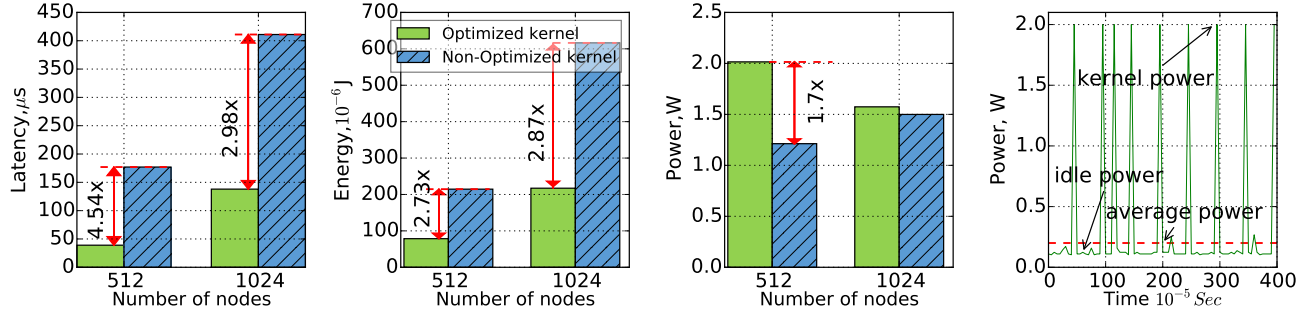 450
400
350
300
250
200
150
100
50
0
Latency,μs
4.54x
2.98x
512
1024
Number of nodes
700
600
500
400
300
200
100
0
Energy,10⁻⁶ J
Optimized kernel
Non-Optimized kernel
2.73x
2.87x
512
1024
Number of nodes
2.5
2.0
1.5
1.0
0.5
0.0
Power,W
1.7x
512
1024
Number of nodes
2.0
1.5
1.0
0.5
0.0
Power, W
kernel power
idle power
average power
0
100
200
300
400
Time 10⁻⁵ Sec